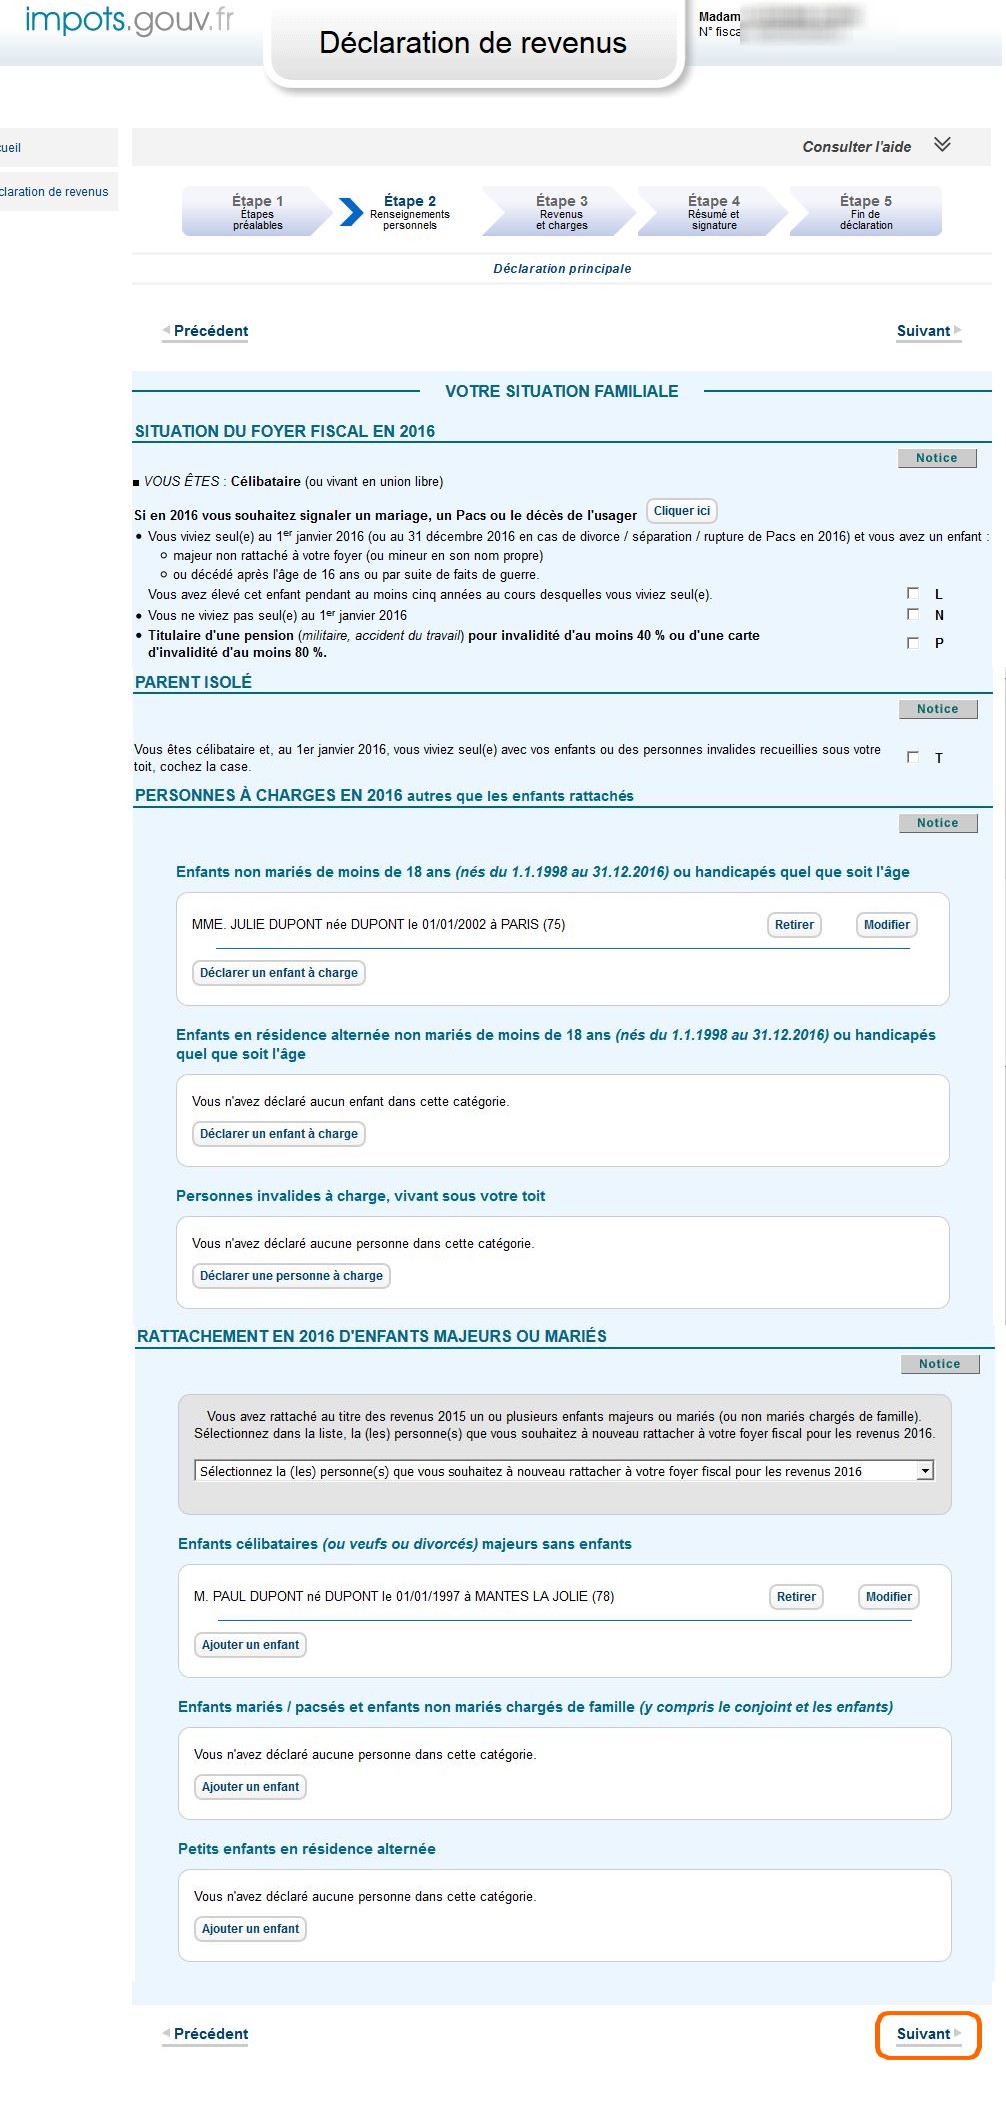 impots.gouv.fr
Déclaration de revenus
Madam
N° fisca
ueil
claration de revenus
Consulter l'aide
Étape 1
Étapes
préalables
Étape 2
Renseignements
personnels
Étape 3
Revenus
et charges
Étape 4
Résumé et
signature
Étape 5
Fin de
déclaration
Déclaration principale
Précédent
Suivant
VOTRE SITUATION FAMILIALE
SITUATION DU FOYER FISCAL EN 2016
Notice
VOUS ÊTES : Célibataire (ou vivant en union libre)
Si en 2016 vous souhaitez signaler un mariage, un Pacs ou le décès de l'usager Cliquer ici
• Vous viviez seul(e) au 1er janvier 2016 (ou au 31 décembre 2016 en cas de divorce / séparation / rupture de Pacs en 2016) et vous avez un enfant :
majeur non rattaché à votre foyer (ou mineur en son nom propre)
ou décédé après l'âge de 16 ans ou par suite de faits de guerre.
Vous avez élevé cet enfant pendant au moins cinq années au cours desquelles vous viviez seul(e). L
• Vous ne viviez pas seul(e) au 1er janvier 2016 N
• Titulaire d'une pension (militaire, accident du travail) pour invalidité d'au moins 40 % ou d'une carte
d'invalidité d'au moins 80 %. P
PARENT ISOLÉ
Notice
Vous êtes célibataire et, au 1er janvier 2016, vous viviez seul(e) avec vos enfants ou des personnes invalides recueillies sous votre
toit, cochez la case. T
PERSONNES À CHARGES EN 2016 autres que les enfants rattachés
Notice
Enfants non mariés de moins de 18 ans (nés du 1.1.1998 au 31.12.2016) ou handicapés quel que soit l'âge
MME. JULIE DUPONT née DUPONT le 01/01/2002 à PARIS (75) Retirer Modifier
Déclarer un enfant à charge
Enfants en résidence alternée non mariés de moins de 18 ans (nés du 1.1.1998 au 31.12.2016) ou handicapés
quel que soit l'âge
Vous n'avez déclaré aucun enfant dans cette catégorie.
Déclarer un enfant à charge
Personnes invalides à charge, vivant sous votre toit
Vous n'avez déclaré aucune personne dans cette catégorie.
Déclarer une personne à charge
RATTACHEMENT EN 2016 D'ENFANTS MAJEURS OU MARIÉS
Notice
Vous avez rattaché au titre des revenus 2015 un ou plusieurs enfants majeurs ou mariés (ou non mariés chargés de famille).
Sélectionnez dans la liste, la (les) personne(s) que vous souhaitez à nouveau rattacher à votre foyer fiscal pour les revenus 2016.
Sélectionnez la (les) personne(s) que vous souhaitez à nouveau rattacher à votre foyer fiscal pour les revenus 2016
Enfants célibataires (ou veufs ou divorcés) majeurs sans enfants
M. PAUL DUPONT né DUPONT le 01/01/1997 à MANTES LA JOLIE (78) Retirer Modifier
Ajouter un enfant
Enfants mariés / pacsés et enfants non mariés chargés de famille (y compris le conjoint et les enfants)
Vous n'avez déclaré aucune personne dans cette catégorie.
Ajouter un enfant
Petits enfants en résidence alternée
Vous n'avez déclaré aucune personne dans cette catégorie.
Ajouter un enfant
Précédent
Suivant